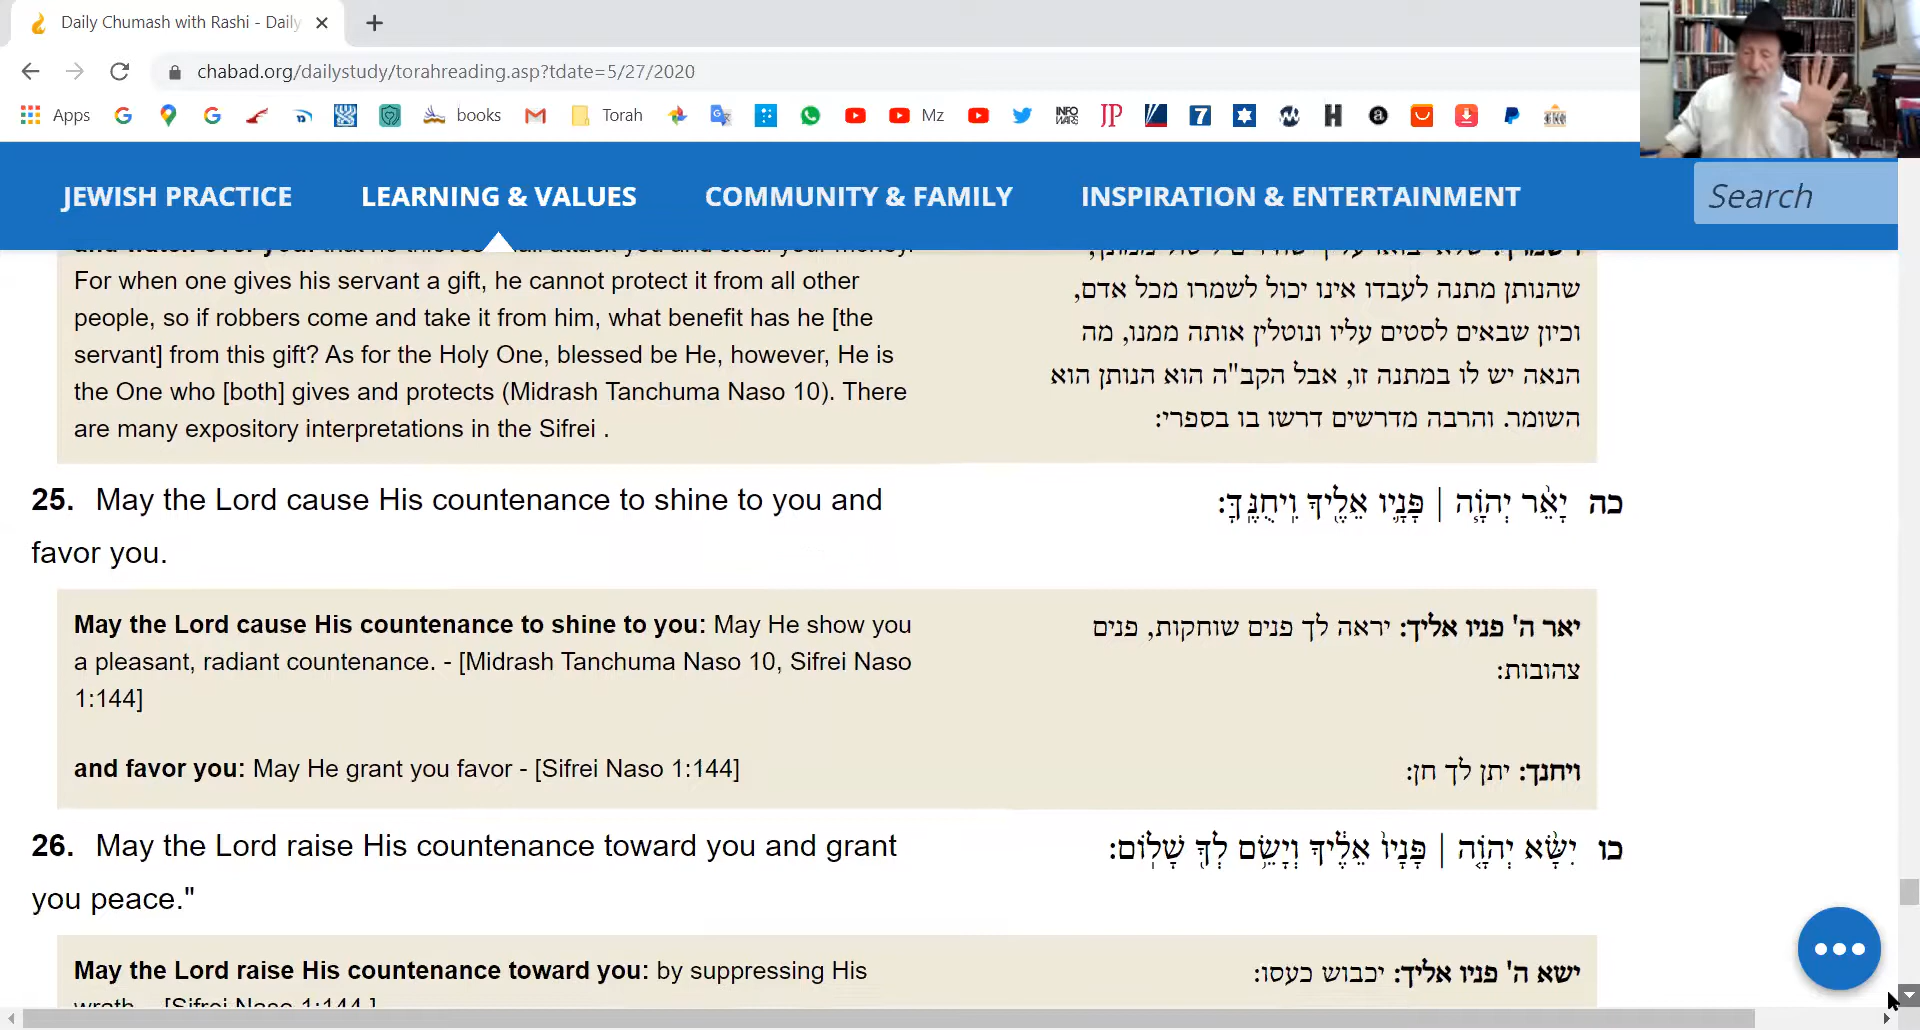 Daily Chumash with Rashi - Daily
chabad.org/dailystudy/torahreading.asp?tdate=5/27/2020
Apps
books
Torah
Mz
INFO WARS
JP
7
H
a
JEWISH PRACTICE
LEARNING & VALUES
COMMUNITY & FAMILY
INSPIRATION & ENTERTAINMENT
Search
For when one gives his servant a gift, he cannot protect it from all other
people, so if robbers come and take it from him, what benefit has he [the
servant] from this gift? As for the Holy One, blessed be He, however, He is
the One who [both] gives and protects (Midrash Tanchuma Naso 10). There
are many expository interpretations in the Sifrei .
שהנותן מתנה לעבדו אינו יכול לשמרו מכל אדם,
וכיון שבאים לסטים עליו ונוטלין אותה ממנו, מה
הנאה יש לו במתנה זו, אבל הקב"ה הוא הנותן הוא
השומר. והרבה מדרשים דרשו בו בספרי:
25. May the Lord cause His countenance to shine to you and
favor you.
כה יָאֵ֨ר יְהֹוָ֧ה | פָּנָ֛יו אֵלֶ֖יךָ וִֽיחֻנֶּֽךָּ:
May the Lord cause His countenance to shine to you: May He show you
a pleasant, radiant countenance. - [Midrash Tanchuma Naso 10, Sifrei Naso
1:144]
יאר ה' פניו אליך: יראה לך פנים שוחקות, פנים
צהובות:
and favor you: May He grant you favor - [Sifrei Naso 1:144]
ויחנך: יתן לך חן:
26. May the Lord raise His countenance toward you and grant
you peace."
כו יִשָּׂ֨א יְהֹוָ֤ה | פָּנָיו֙ אֵלֶ֔יךָ וְיָשֵׂ֥ם לְךָ֖ שָׁלֽוֹם:
May the Lord raise His countenance toward you: by suppressing His
wrath. - [Sifrei Naso 1:144 ]
ישא ה' פניו אליך: יכבוש כעסו: